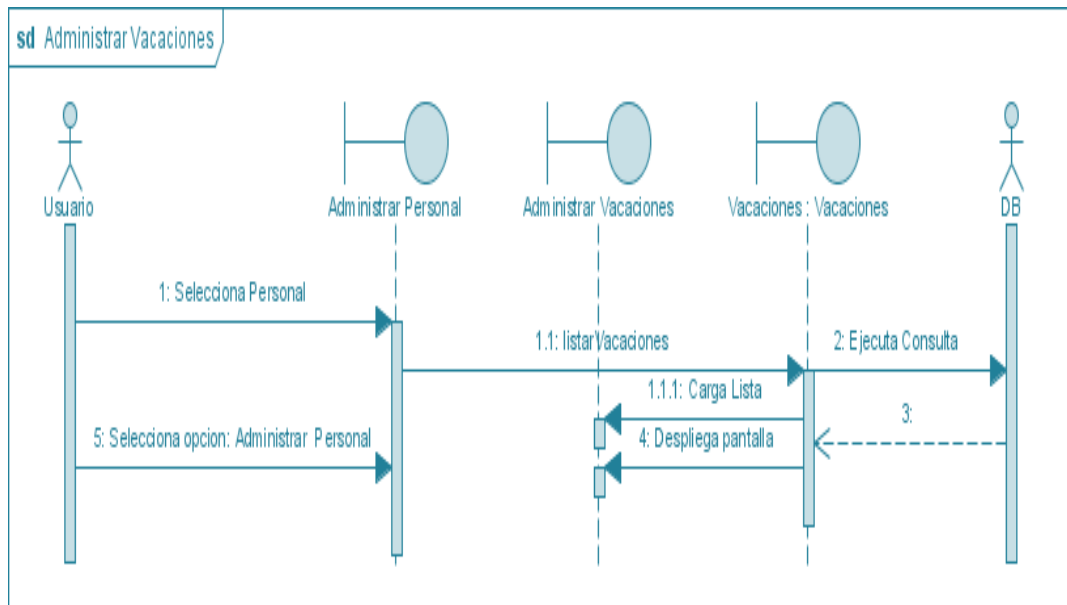 sd Administrar Vacaciones
Usuario
Administrar Personal
Administrar Vacaciones
Vacaciones : Vacaciones
DB
1: Selecciona Personal
1.1: listarVacaciones
2: Ejecuta Consulta
1.1.1: Carga Lista
3:
4: Despliega pantalla
5: Selecciona opcion: Administrar Personal